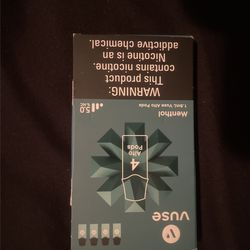 vuse
4
Alto
Pods
Menthol
1.8mL Vuse Alto Pods
5.0
WARNING:
This product
contains nicotine.
Nicotine is an
addictive chemical.